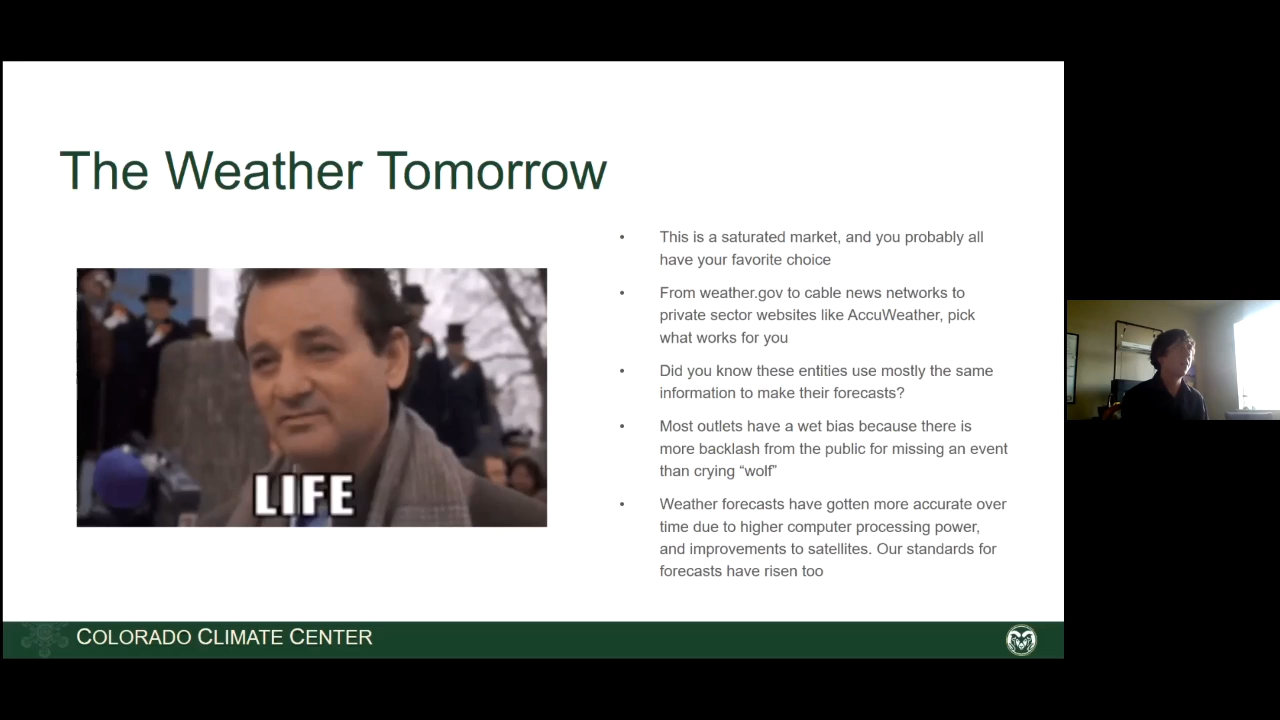 The Weather Tomorrow
• This is a saturated market, and you probably all
have your favorite choice
• From weather.gov to cable news networks to
private sector websites like AccuWeather, pick
what works for you
• Did you know these entities use mostly the same
information to make their forecasts?
• Most outlets have a wet bias because there is
more backlash from the public for missing an event
than crying “wolf”
• Weather forecasts have gotten more accurate over
time due to higher computer processing power,
and improvements to satellites. Our standards for
forecasts have risen too
LIFE
COLORADO CLIMATE CENTER